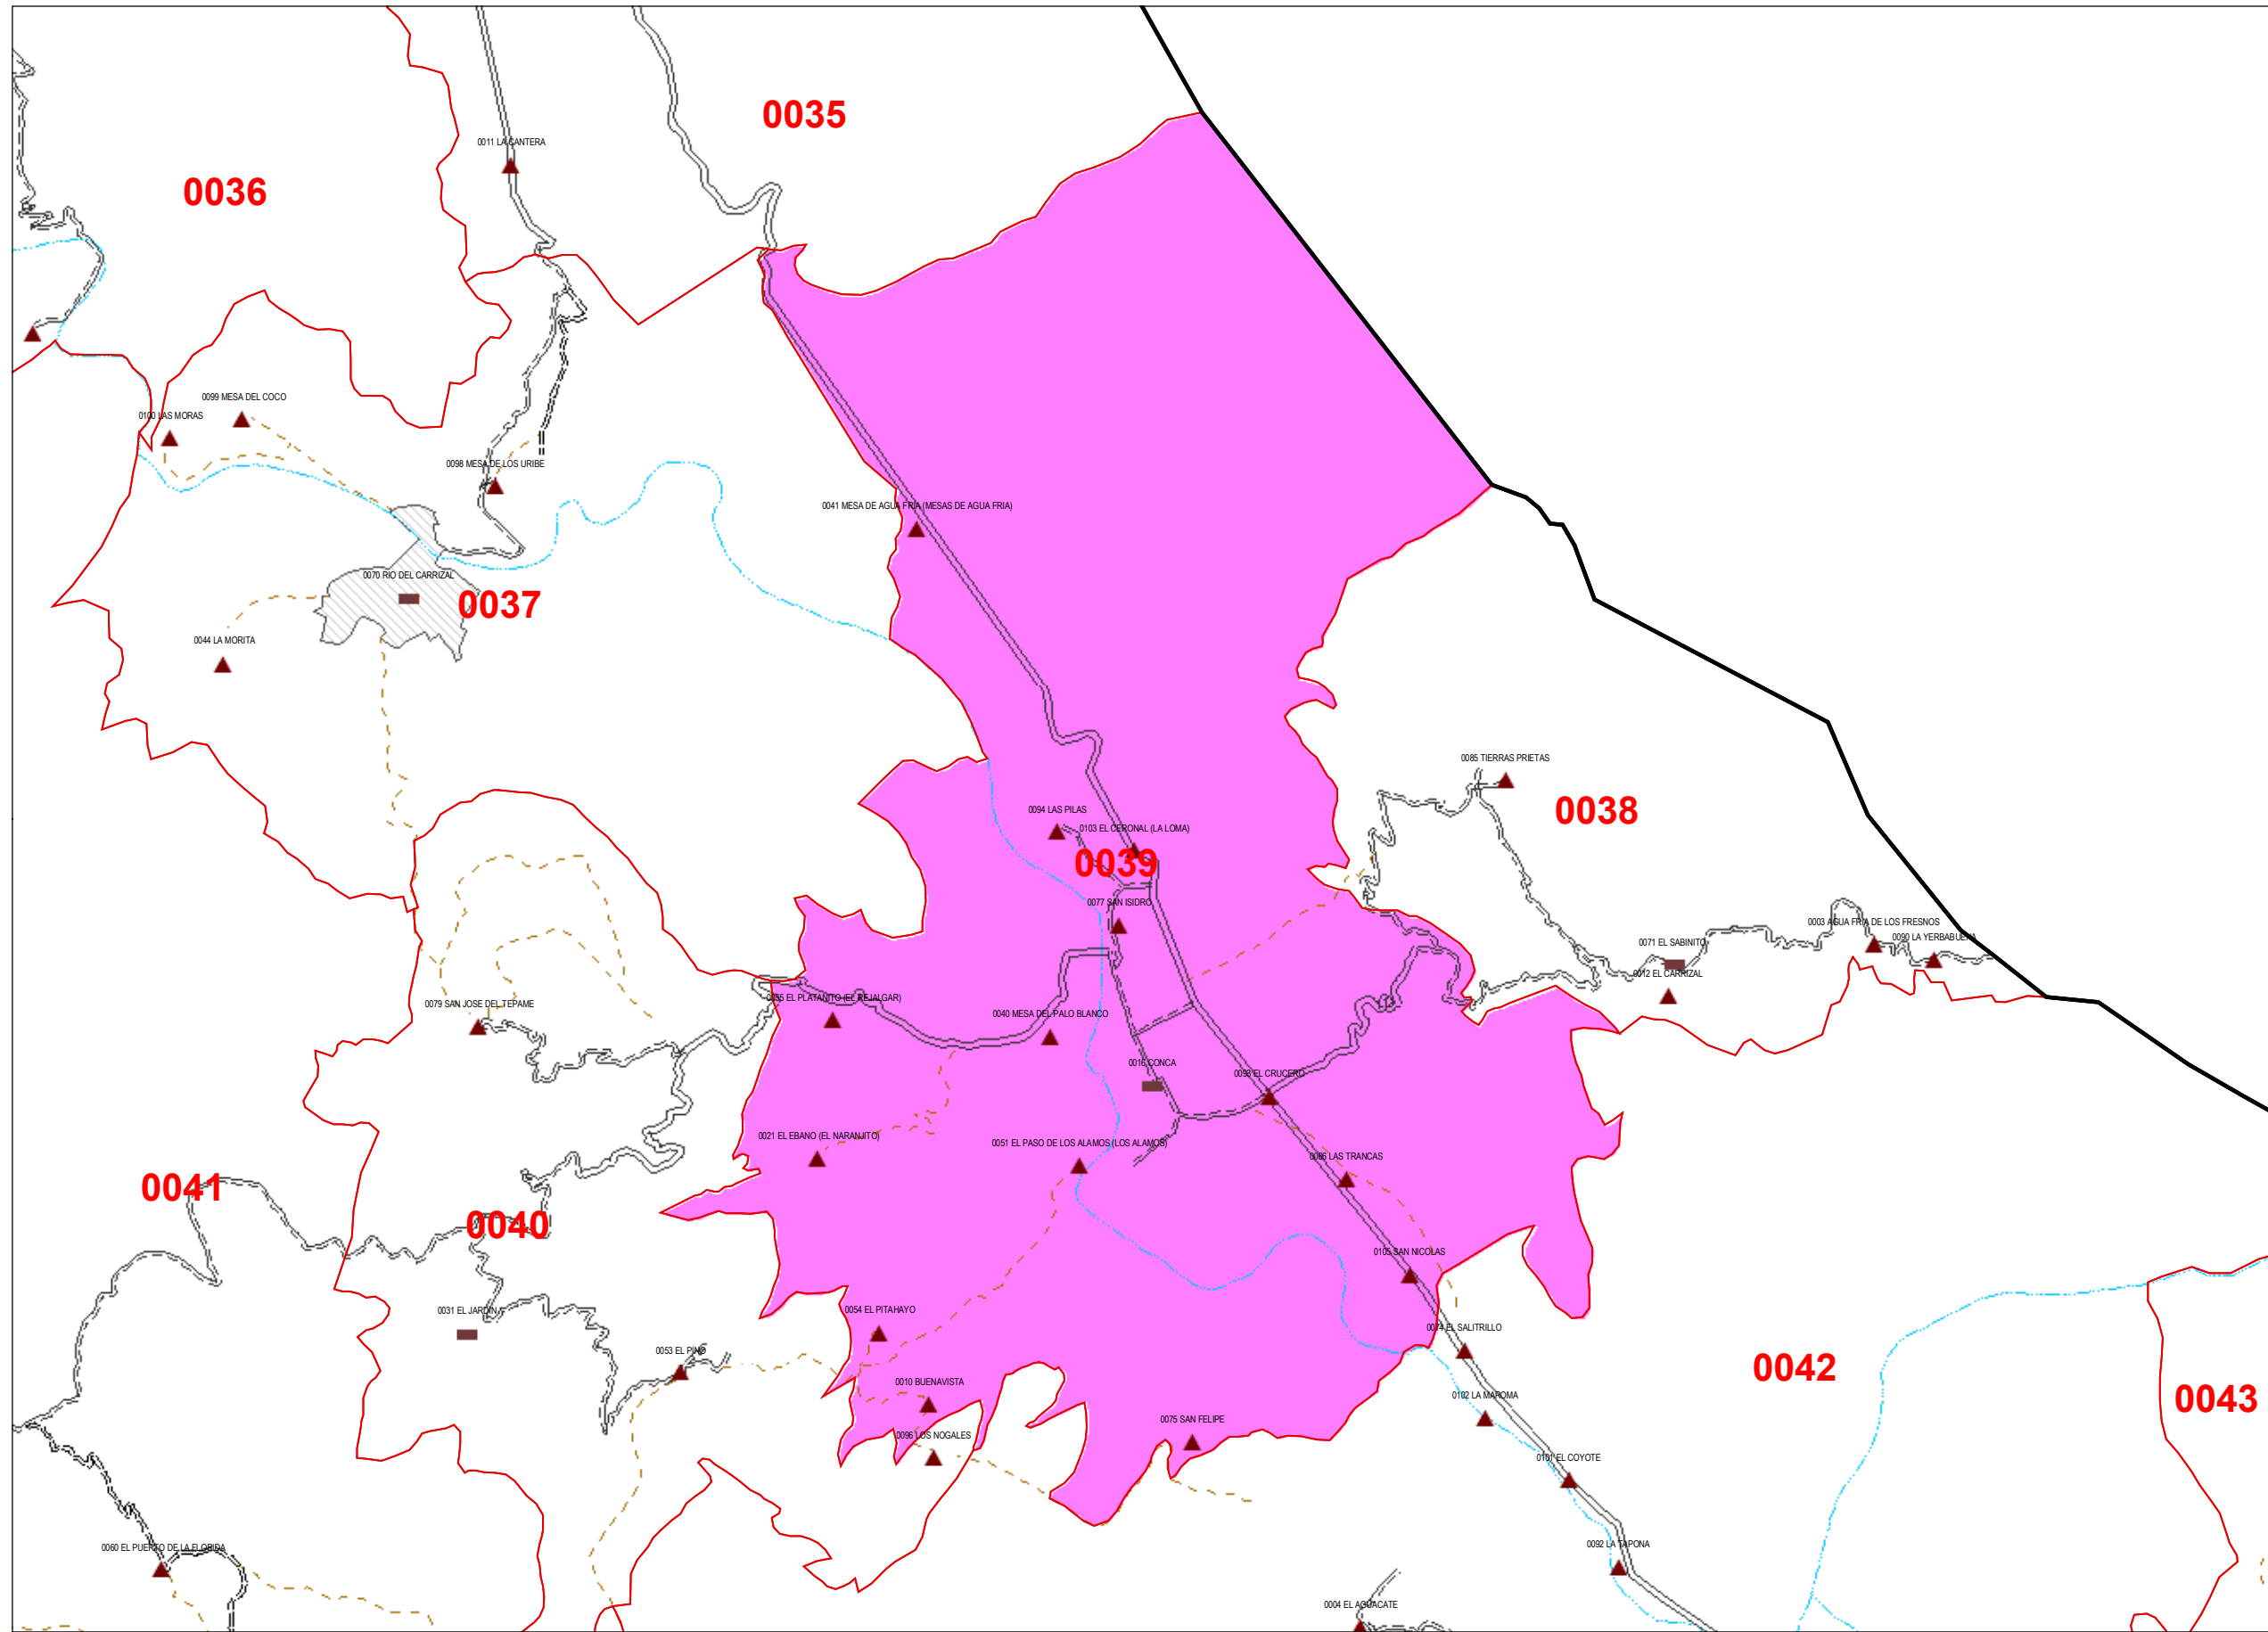 0035
0011 LA CANTERA
0036
0099 MESA DEL COCO
0100 LAS MORAS
0098 MESA DE LOS URIBE
0041 MESA DE AGUA FRIA (MESAS DE AGUA FRIA)
0070 RIO DEL CARRIZAL
0037
0044 LA MORITA
0085 TIERRAS PRIETAS
0038
0094 LAS PILAS
0103 EL CERONAL (LA LOMA)
0039
0077 SAN ISIDRO
0003 AGUA FRIA DE LOS FRESNOS
0090 LA YERBABUENA
0071 EL SABINITO
0012 EL CARRIZAL
0079 SAN JOSE DEL TEPAME
0055 EL PLATANITO (EL REJALGAR)
0040 MESA DEL PALO BLANCO
0016 CONCA
0093 EL CRUCERO
0021 EL EBANO (EL NARANJITO)
0051 EL PASO DE LOS ALAMOS (LOS ALAMOS)
0066 LAS TRANCAS
0041
0040
0105 SAN NICOLAS
0031 EL JARDIN
0054 EL PITAHAYO
0074 EL SALITRILLO
0053 EL PINO
0042
0010 BUENAVISTA
0102 LA MAROMA
0043
0075 SAN FELIPE
0096 LOS NOGALES
0101 EL COYOTE
0060 EL PUERTO DE LA FLORIDA
0092 LA TAPONA
0004 EL AGUACATE